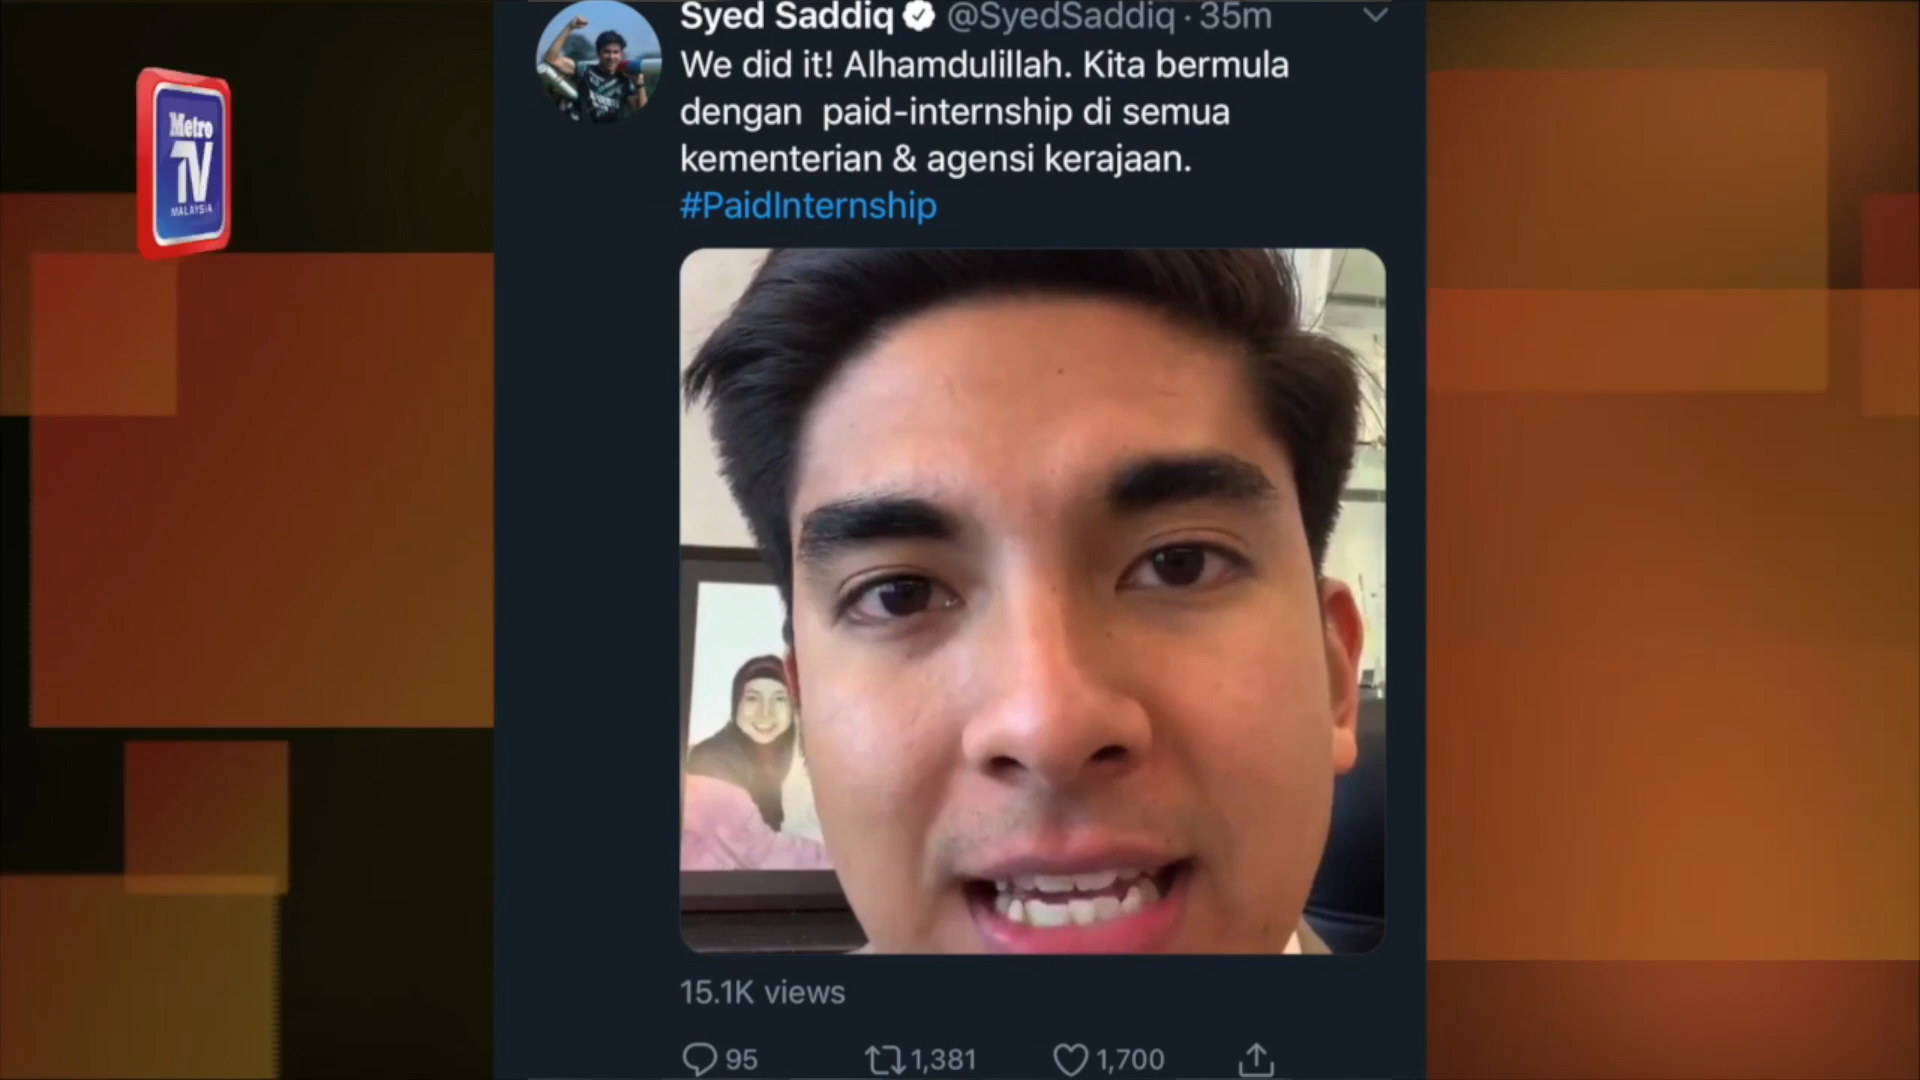 Metro
TV
MALAYSIA
Syed Saddiq @SyedSaddiq · 35m
We did it! Alhamdulillah. Kita bermula
dengan paid-internship di semua
kementerian & agensi kerajaan.
#PaidInternship
15.1K views
95 1,381 1,700